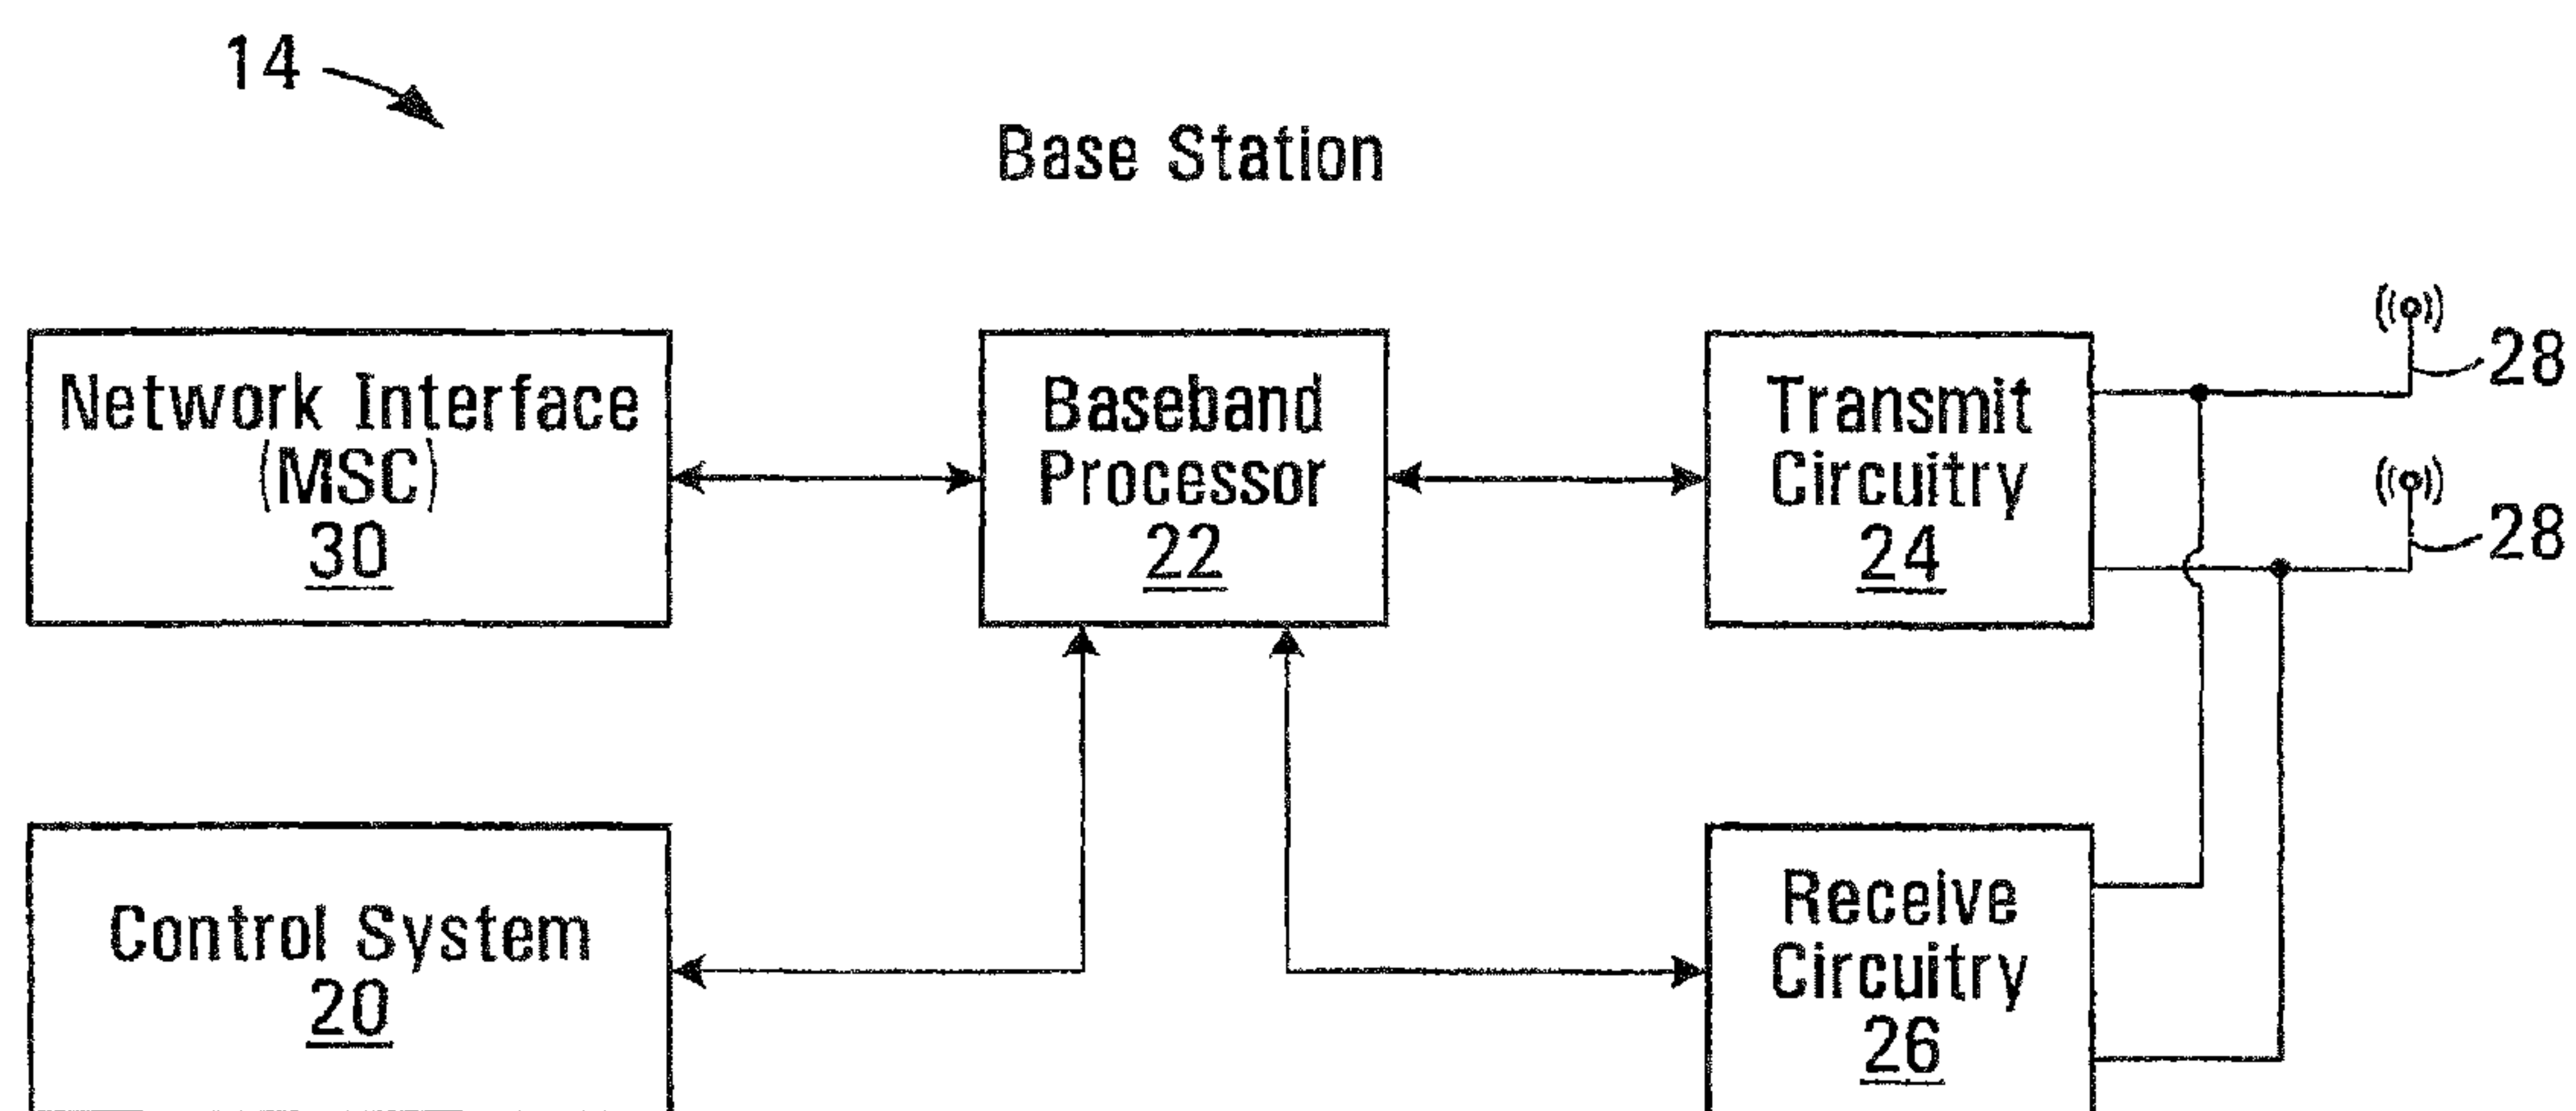 14
Base Station
Network Interface
(MSC)
30
Baseband
Processor
22
Transmit
Circuitry
24
28
28
Control System
20
Receive
Circuitry
26